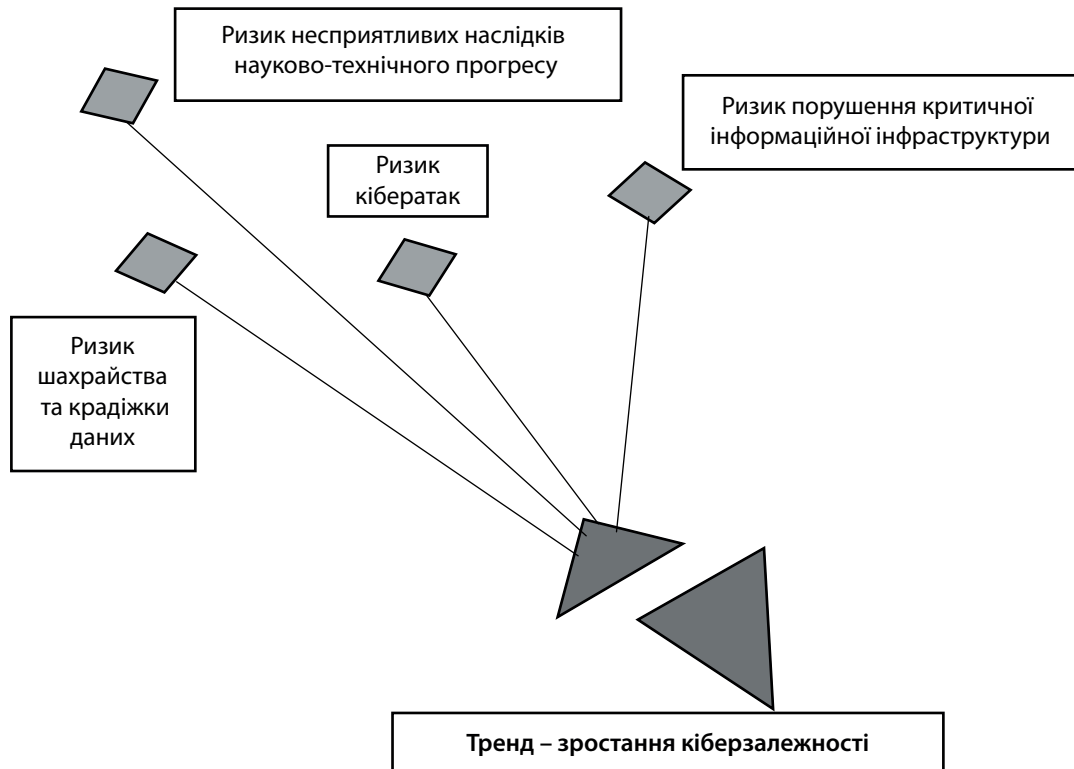 Ризик несприятливих наслідків
науково-технічного прогресу
Ризик порушення критичної
інформаційної інфраструктури
Ризик
кібератак
Ризик
шахрайства
та крадіжки
даних
Тренд – зростання кіберзалежності